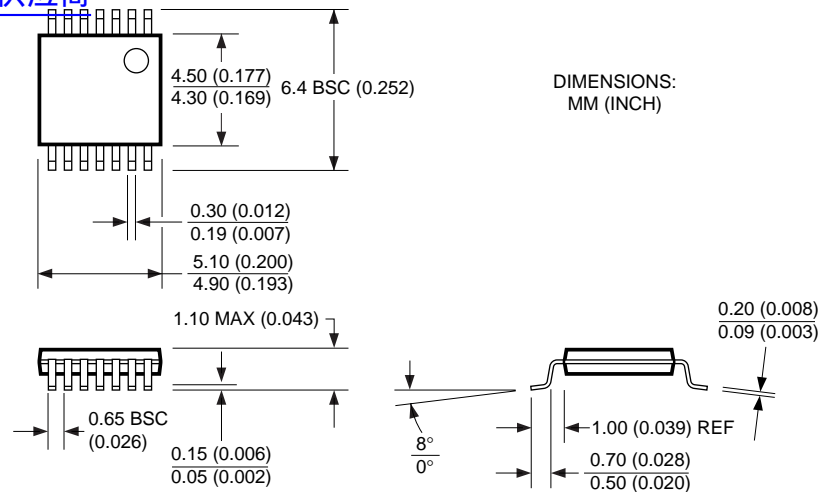 供应商
4.50 (0.177)
4.30 (0.169)
6.4 BSC (0.252)
DIMENSIONS:
MM (INCH)
0.30 (0.012)
0.19 (0.007)
5.10 (0.200)
4.90 (0.193)
1.10 MAX (0.043)
0.20 (0.008)
0.09 (0.003)
0.65 BSC
(0.026)
0.15 (0.006)
0.05 (0.002)
8°
0°
1.00 (0.039) REF
0.70 (0.028)
0.50 (0.020)